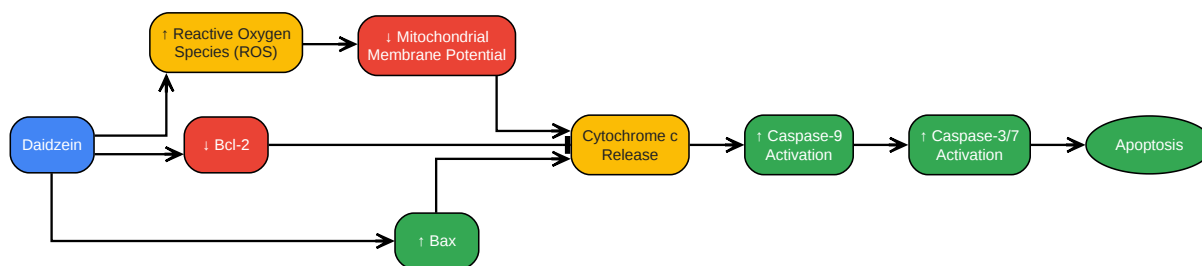 ↑ Reactive Oxygen
Species (ROS)
↓ Mitochondrial
Membrane Potential
Daidzein
↓ Bcl-2
Cytochrome c
Release
↑ Caspase-9
Activation
↑ Caspase-3/7
Activation
Apoptosis
↑ Bax